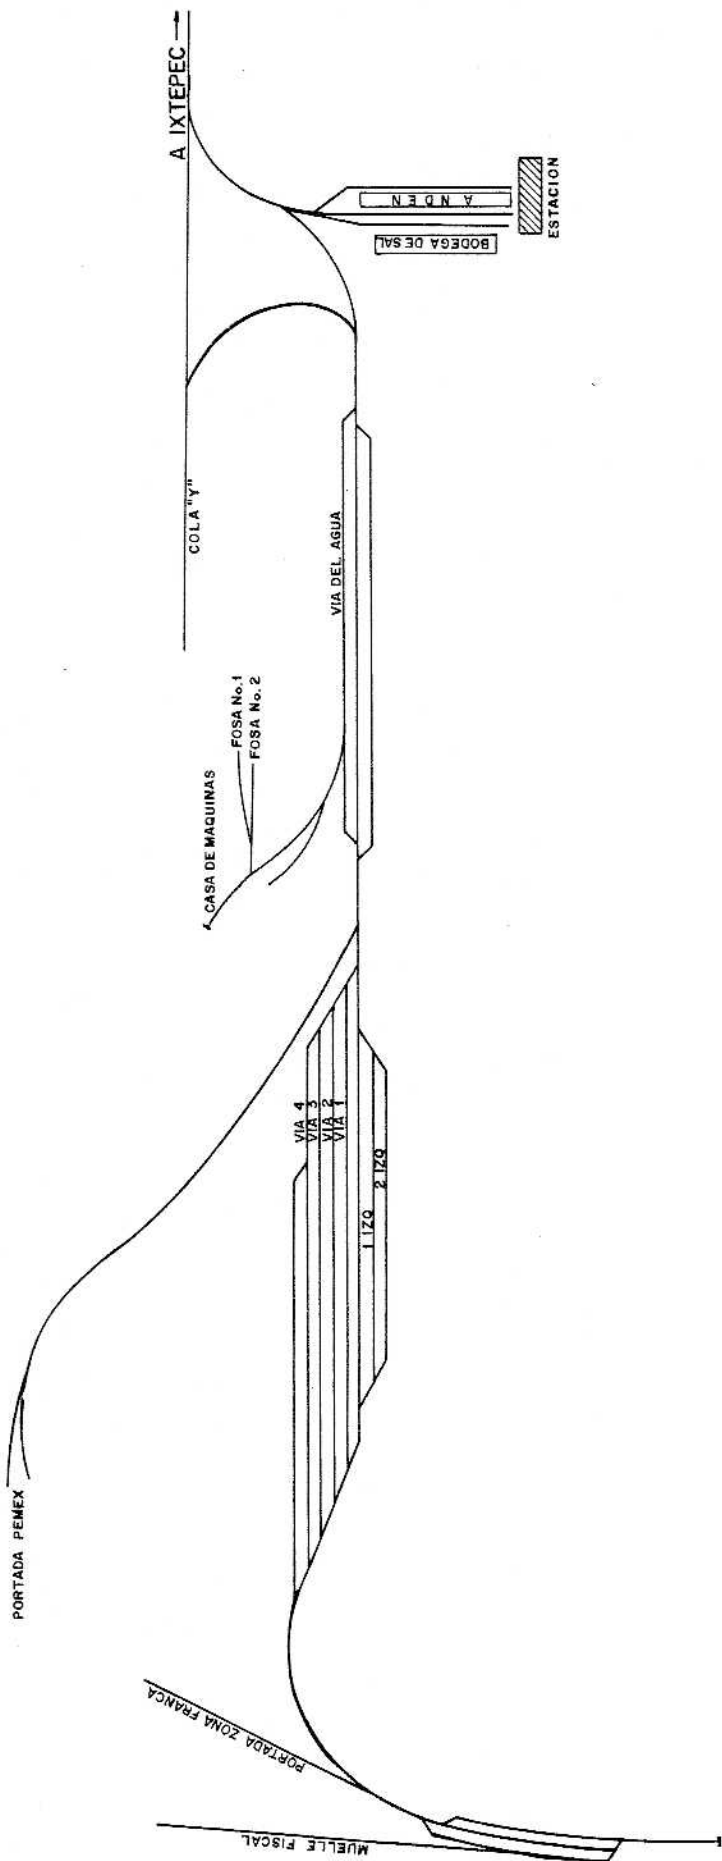 A IXTEPEC
ANDEN
ESTACION
BODEGA DE SAL
COLA "Y"
VIA DEL AGUA
FOSA No.1
FOSA No.2
CASA DE MAQUINAS
VIA 4
VIA 3
VIA 2
VIA 1
1 IZQ
2 IZQ
PORTADA PEMEX
PORTADA ZONA FRANCA
MUELLE FISCAL